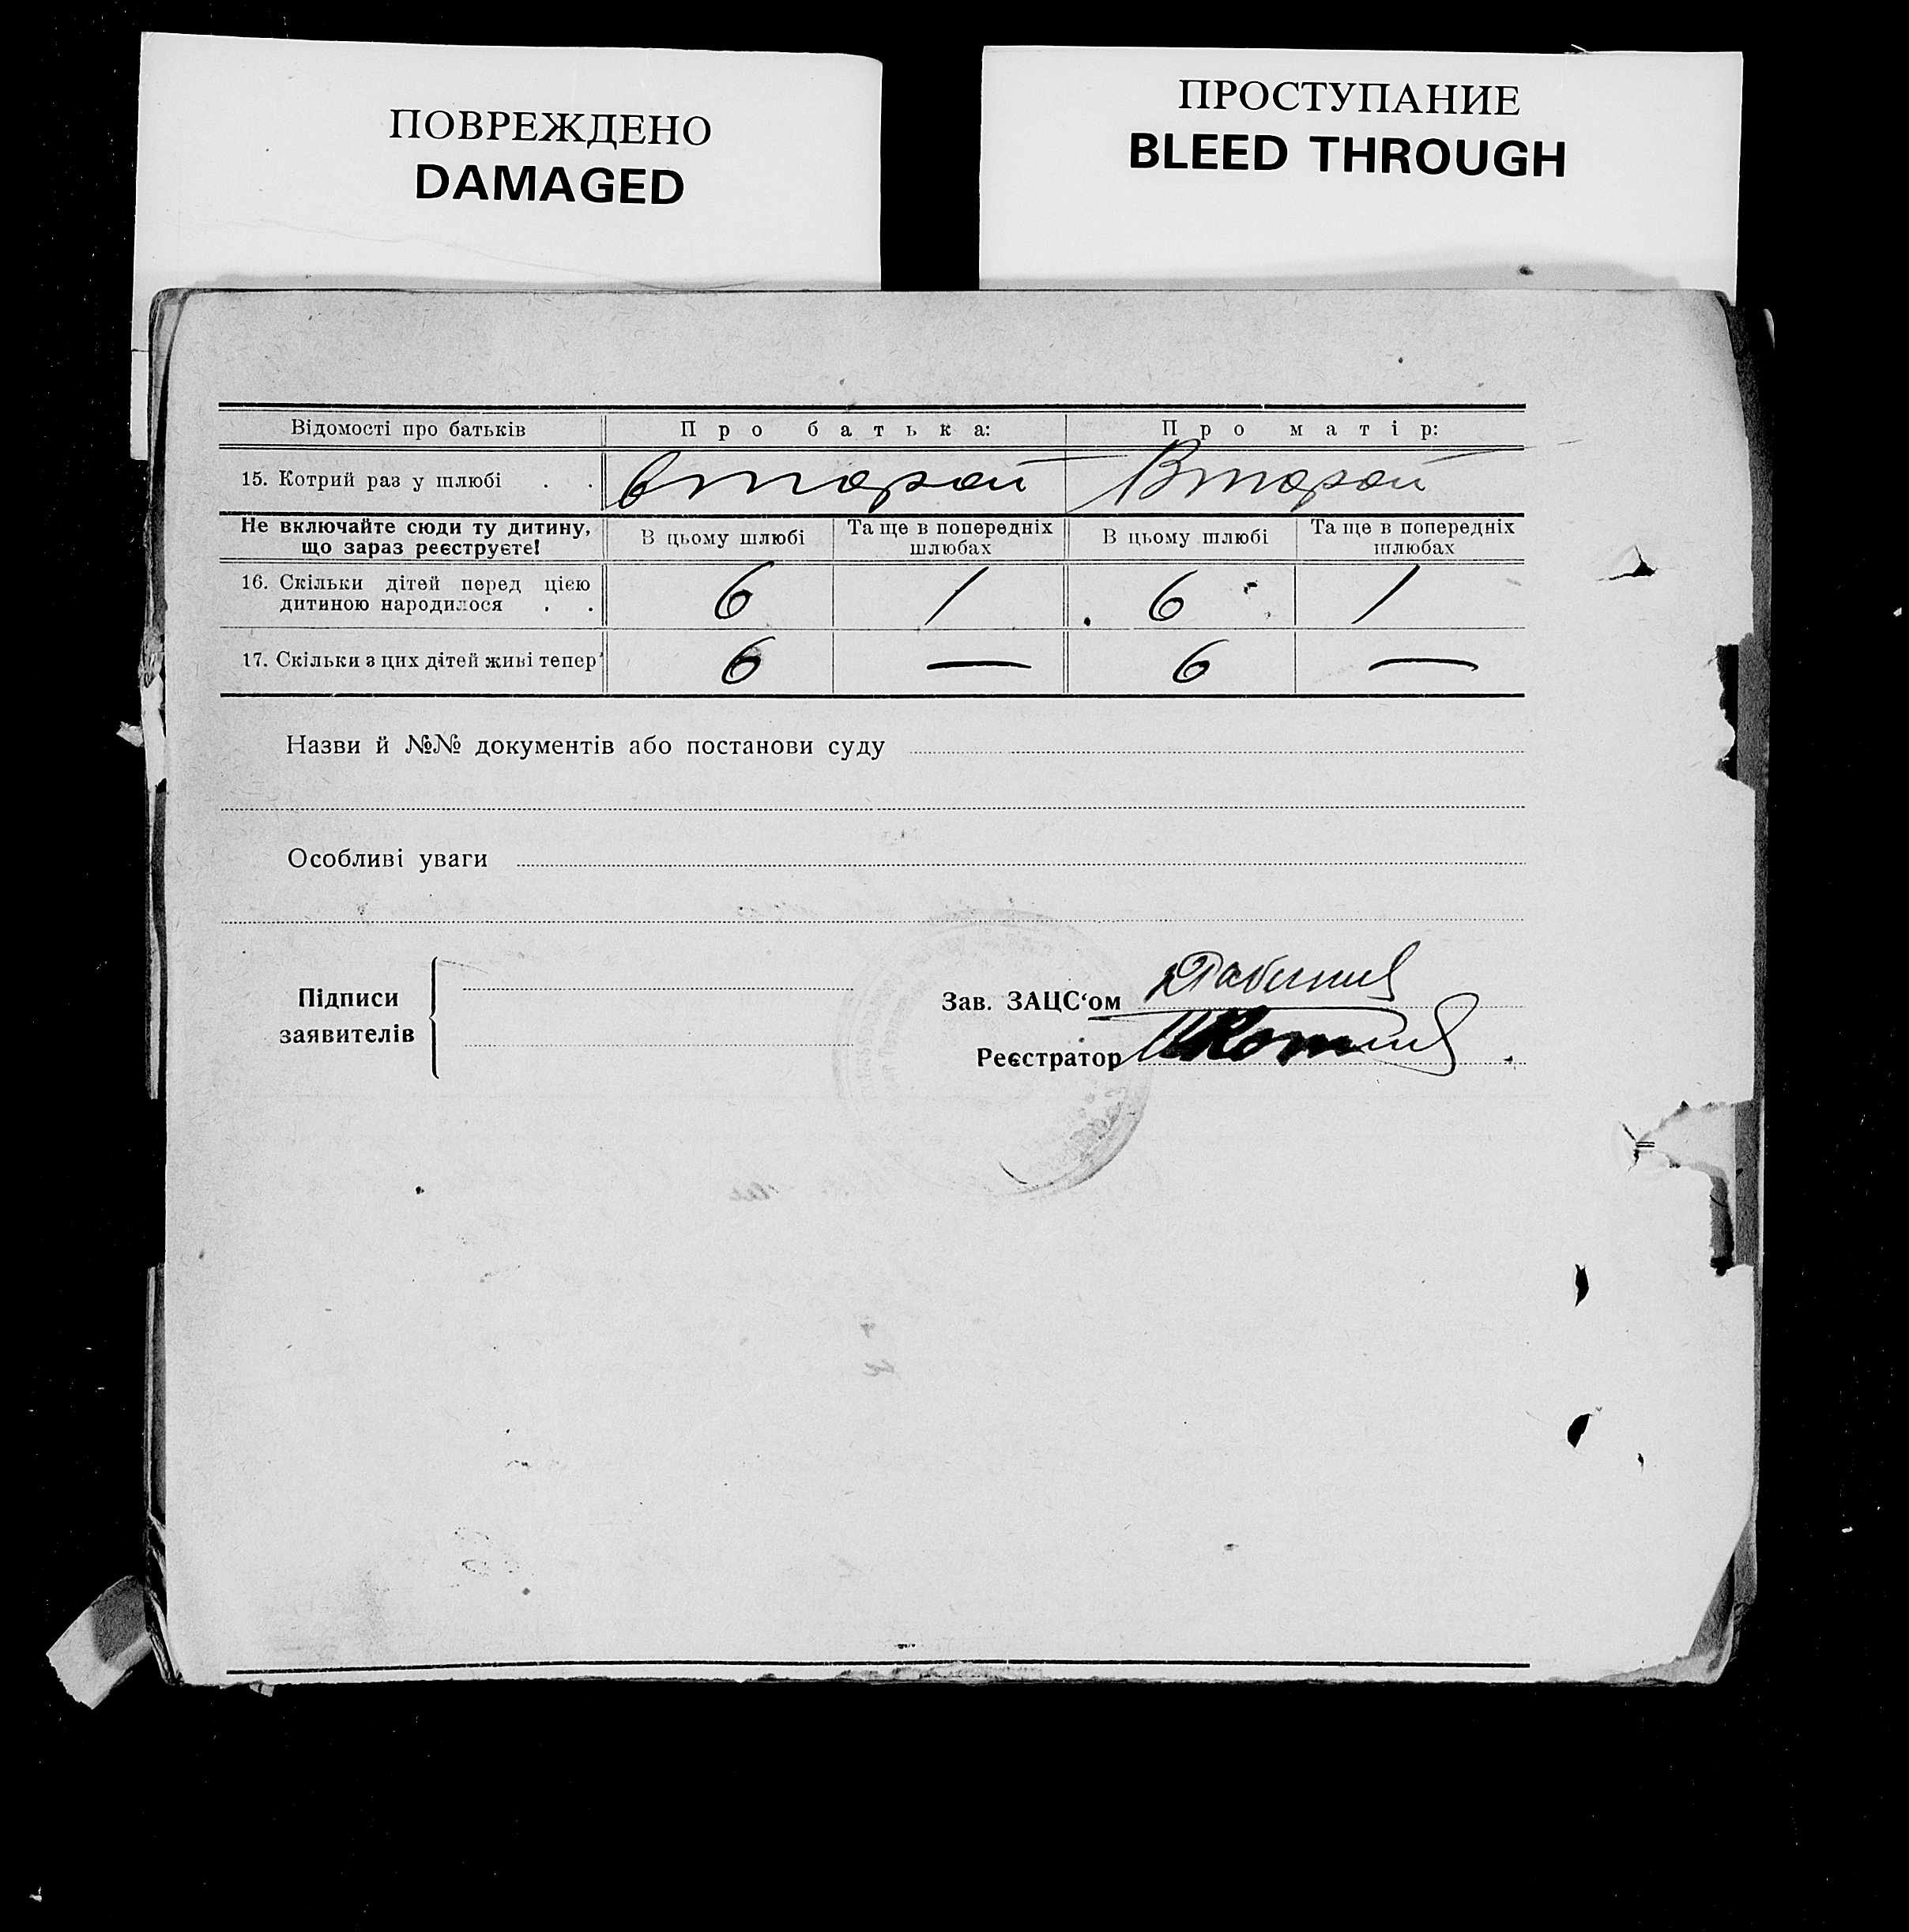 ПОВРЕЖДЕНО
DAMAGED
ПРОСТУПАНИЕ
BLEED THROUGH
Відомості про батьків Про батька: Про матір:
15. Котрий раз у шлюбі . . второй Второй
Не включайте сюди ту дитину, що зараз реєструєте! В цьому шлюбі Та ще в попередніх шлюбах В цьому шлюбі Та ще в попередніх шлюбах
16. Скільки дітей перед цією
дитиною народилося . . 6 1 6 1
17. Скільки з цих дітей живі тепер 6 — 6 —
Назви й №№ документів або постанови суду
Особливі уваги
Підписи
заявителів
Зав. ЗАЦС‘ом
Реєстратор